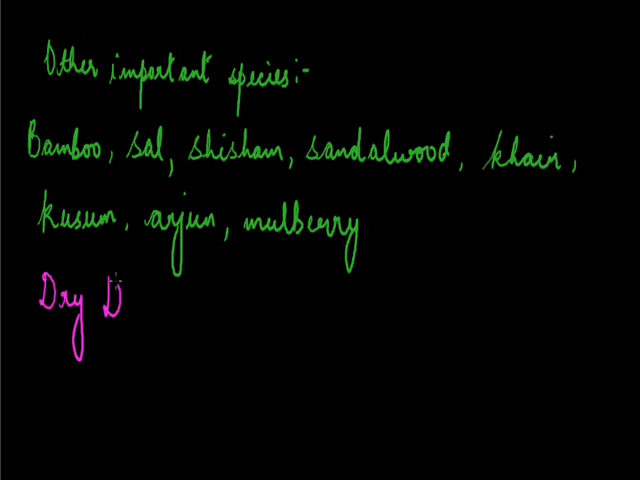 Other important species:-
Bamboo, sal, shisham, sandalwood, khair,
Kusum, arjun, mulberry
Dry D